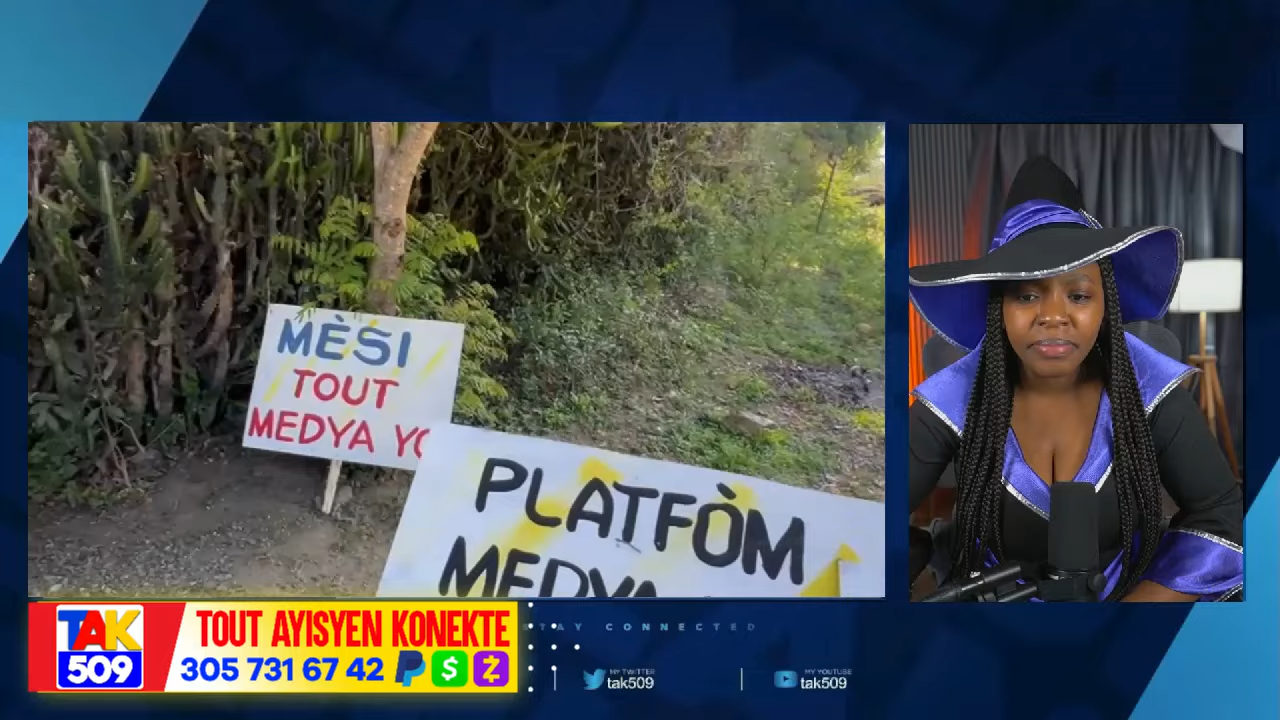 MÈSI
TOUT
MEDYA
PLATFÒM
MEDYA
TAK
509
TOUT AYISYEN KONEKTE
305 731 67 42
STAY CONNECTED
MY TWITTER
tak509
MY YOUTUBE
tak509